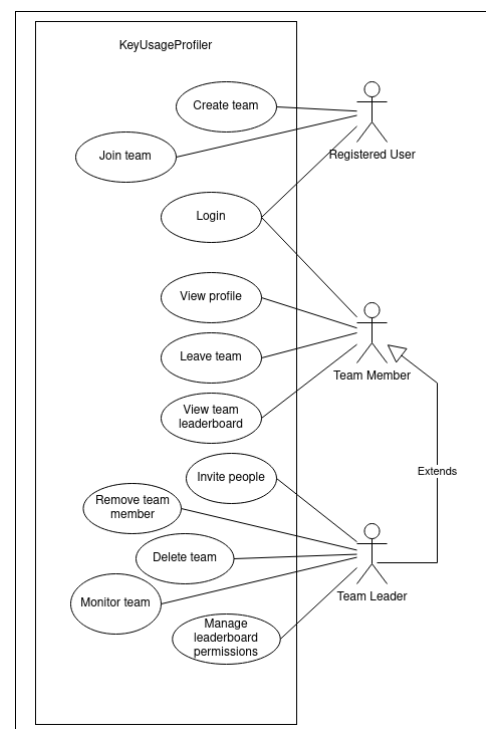 KeyUsageProfiler
Create team
Join team
Registered User
Login
View profile
Leave team
Team Member
View team
leaderboard
Extends
Invite people
Remove team
member
Delete team
Monitor team
Team Leader
Manage
leaderboard
permissions